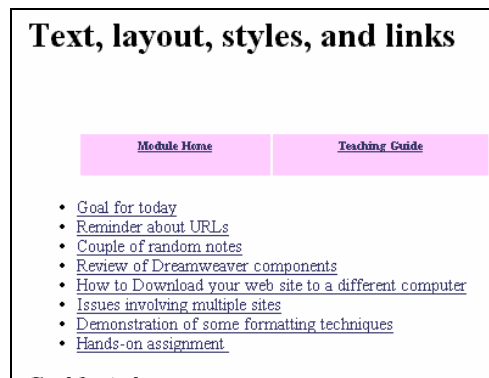 Text, layout, styles, and links
Module Home Teaching Guide
• Goal for today
• Reminder about URLs
• Couple of random notes
• Review of Dreamweaver components
• How to Download your web site to a different computer
• Issues involving multiple sites
• Demonstration of some formatting techniques
• Hands-on assignment